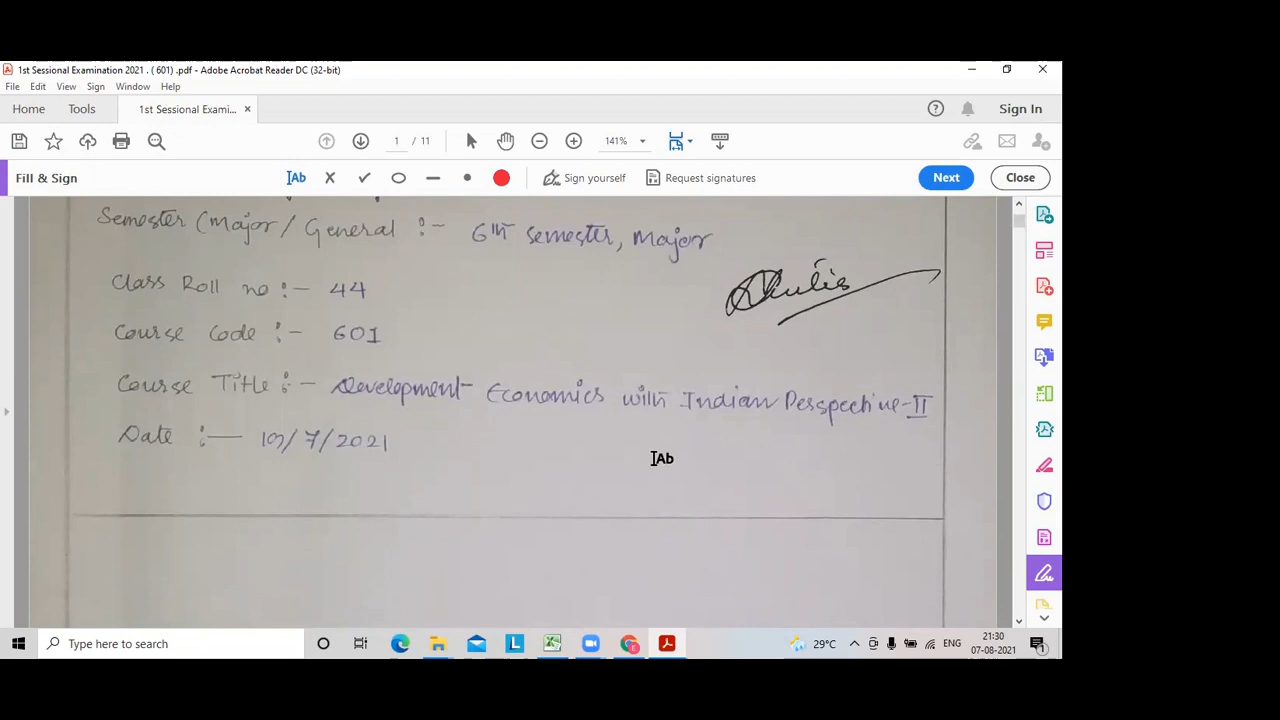 1st Sessional Examination 2021 . ( 601) .pdf - Adobe Acrobat Reader DC (32-bit)
File Edit View Sign Window Help
Home Tools 1st Sessional Exami... × Sign In
1 / 11 141%
Fill & Sign IAb Sign yourself Request signatures Next Close
Semester (Major / General :- 6th semester, Major
Class Roll no :- 44
Course Code :- 601
Course Title :- Development Economics with Indian Perspective-II
Date :- /7/2021
IAb
Type here to search 29°C ENG 21:30
07-08-2021